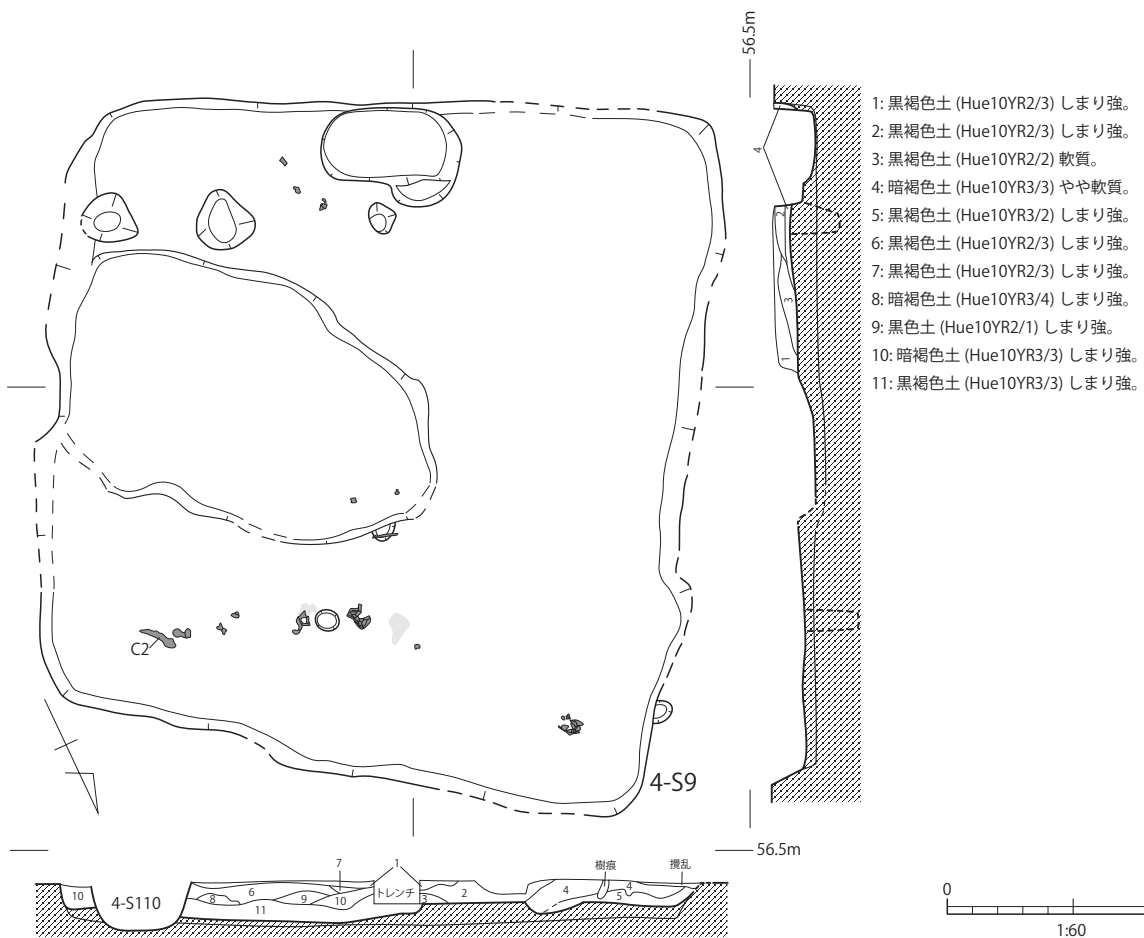 56.5m
1: 黒褐色土 (Hue10YR2/3) しまり強。
2: 黒褐色土 (Hue10YR2/3) しまり強。
3: 黒褐色土 (Hue10YR2/2) 軟質。
4: 暗褐色土 (Hue10YR3/3) やや軟質。
5: 黒褐色土 (Hue10YR3/2) しまり強。
6: 黒褐色土 (Hue10YR2/3) しまり強。
7: 黒褐色土 (Hue10YR2/3) しまり強。
8: 暗褐色土 (Hue10YR3/4) しまり強。
9: 黒色土 (Hue10YR2/1) しまり強。
10: 暗褐色土 (Hue10YR3/3) しまり強。
11: 黒褐色土 (Hue10YR3/3) しまり強。
4
2
3
1
C2
4-S9
56.5m
7
1
樹痕
攪乱
10
4-S110
6
8
9
10
11
トレンチ
3
2
4
4
5
0
1:60